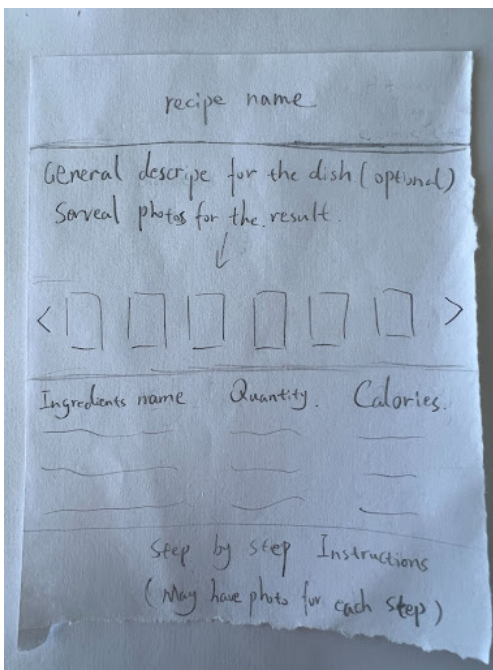 recipe name
General descripe for the dish (optional)
Sarveal photos for the result.
Ingredients name Quantity. Calories.
Step by step Instructions
(May have photo for each step)